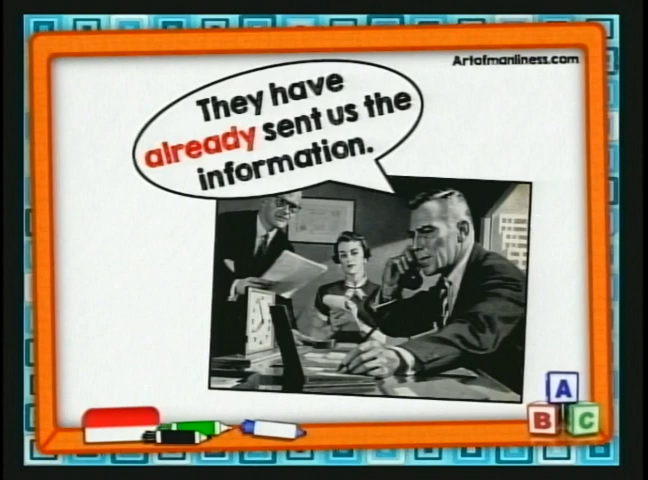 Artofmanliness.com
They have
already sent us the
information.
A
B C